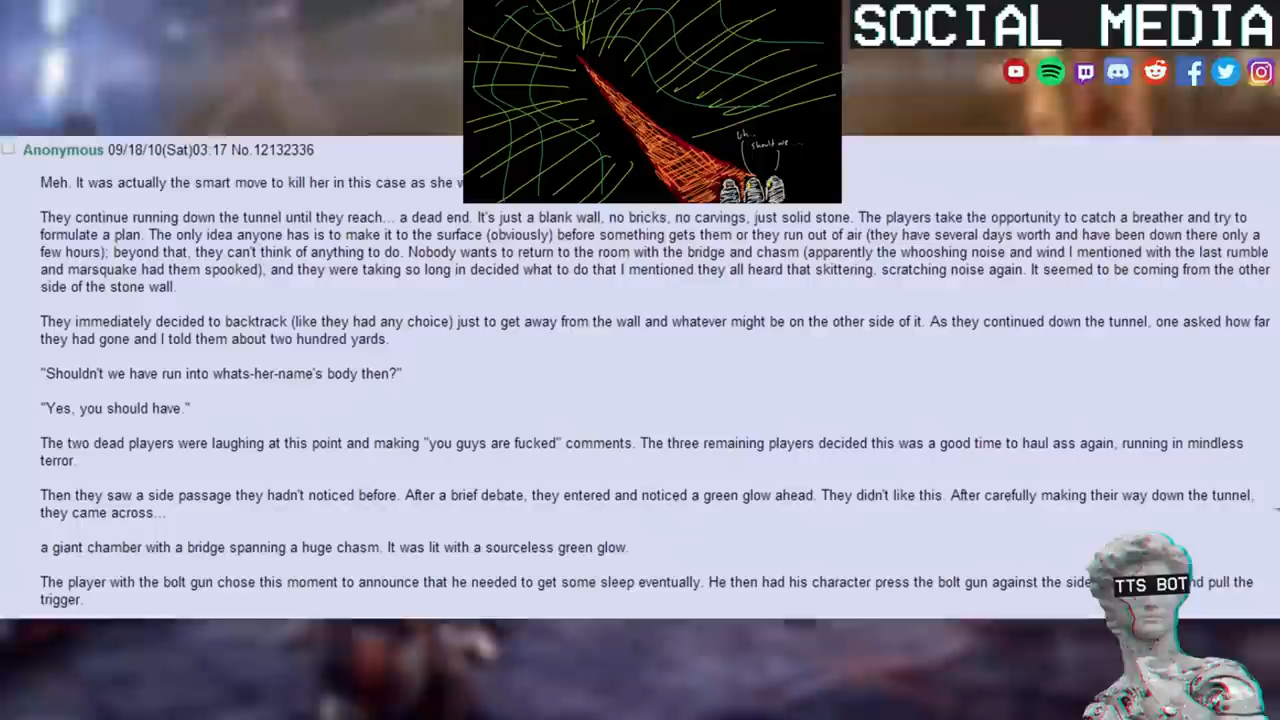 SOCIAL MEDIA
Uh...
should we ...
Anonymous 09/18/10(Sat)03:17 No.12132336
Meh. It was actually the smart move to kill her in this case as she
They continue running down the tunnel until they reach... a dead end. It's just a blank wall, no bricks, no carvings, just solid stone. The players take the opportunity to catch a breather and try to
formulate a plan. The only idea anyone has is to make it to the surface (obviously) before something gets them or they run out of air (they have several days worth and have been down there only a
few hours); beyond that, they can't think of anything to do. Nobody wants to return to the room with the bridge and chasm (apparently the whooshing noise and wind I mentioned with the last rumble
and marsquake had them spooked), and they were taking so long in decided what to do that I mentioned they all heard that skittering, scratching noise again. It seemed to be coming from the other
side of the stone wall.
They immediately decided to backtrack (like they had any choice) just to get away from the wall and whatever might be on the other side of it. As they continued down the tunnel, one asked how far
they had gone and I told them about two hundred yards.
"Shouldn't we have run into whats-her-name's body then?"
"Yes, you should have."
The two dead players were laughing at this point and making "you guys are fucked" comments. The three remaining players decided this was a good time to haul ass again, running in mindless
terror.
Then they saw a side passage they hadn't noticed before. After a brief debate, they entered and noticed a green glow ahead. They didn't like this. After carefully making their way down the tunnel,
they came across...
a giant chamber with a bridge spanning a huge chasm. It was lit with a sourceless green glow.
The player with the bolt gun chose this moment to announce that he needed to get some sleep eventually. He then had his character press the bolt gun against the side pull the
trigger.
TTS BOT